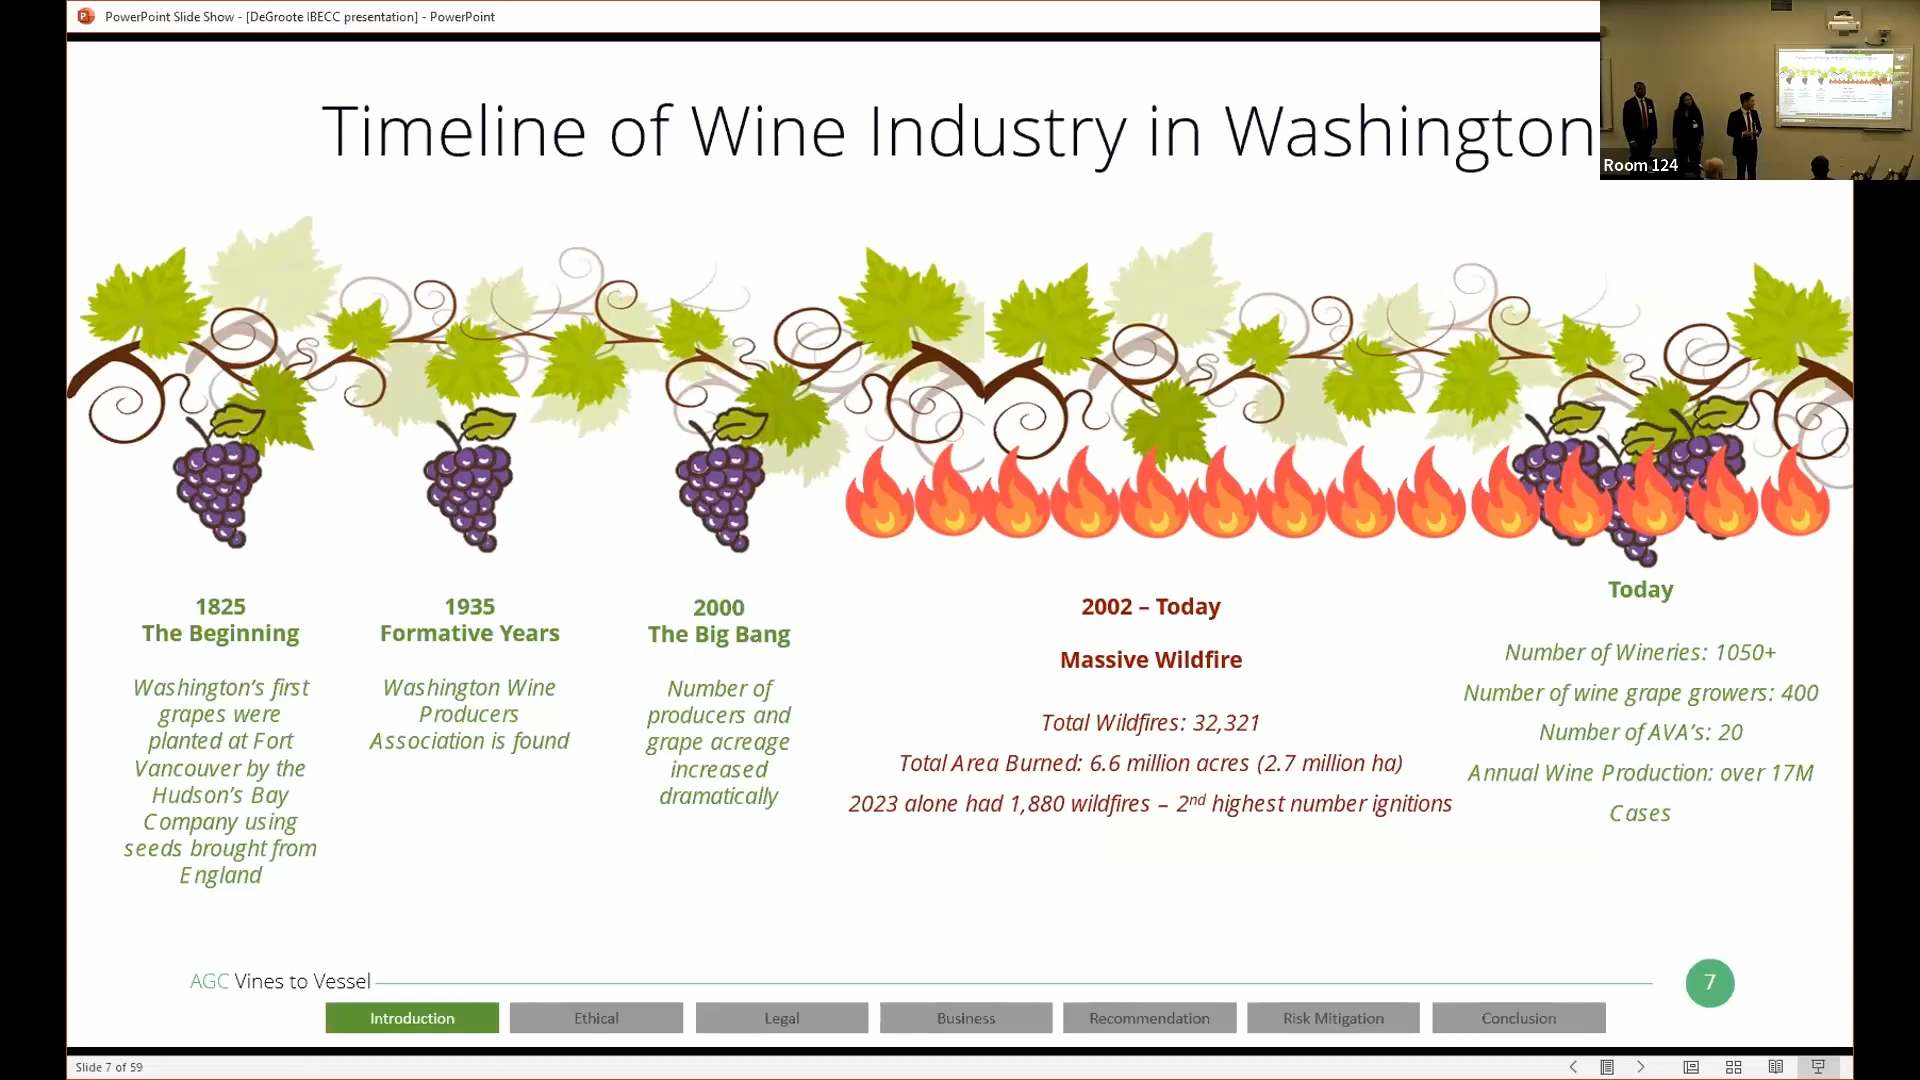 PowerPoint Slide Show - [DeGroote IBECC presentation] - PowerPoint
Timeline of Wine Industry in Washington
Room 124
1825
The Beginning
Washington's first
grapes were
planted at Fort
Vancouver by the
Hudson's Bay
Company using
seeds brought from
England
1935
Formative Years
Washington Wine
Producers
Association is found
2000
The Big Bang
Number of
producers and
grape acreage
increased
dramatically
2002 – Today
Massive Wildfire
Total Wildfires: 32,321
Total Area Burned: 6.6 million acres (2.7 million ha)
2023 alone had 1,880 wildfires – 2nd highest number ignitions
Today
Number of Wineries: 1050+
Number of wine grape growers: 400
Number of AVA's: 20
Annual Wine Production: over 17M
Cases
AGC Vines to Vessel
7
Introduction
Ethical
Legal
Business
Recommendation
Risk Mitigation
Conclusion
Slide 7 of 59